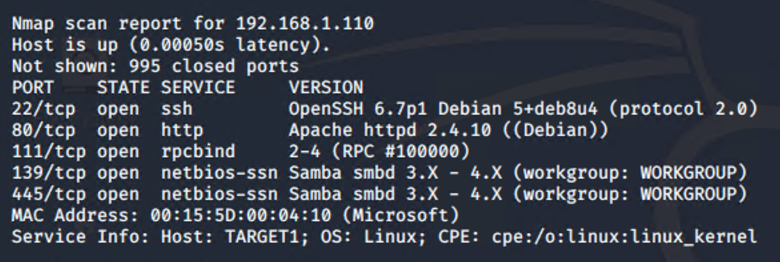 Nmap scan report for 192.168.1.110
Host is up (0.00050s latency).
Not shown: 995 closed ports
PORT    STATE SERVICE     VERSION
22/tcp  open  ssh         OpenSSH 6.7p1 Debian 5+deb8u4 (protocol 2.0)
80/tcp  open  http        Apache httpd 2.4.10 ((Debian))
111/tcp open  rpcbind     2-4 (RPC #100000)
139/tcp open  netbios-ssn Samba smbd 3.X - 4.X (workgroup: WORKGROUP)
445/tcp open  netbios-ssn Samba smbd 3.X - 4.X (workgroup: WORKGROUP)
MAC Address: 00:15:5D:00:04:10 (Microsoft)
Service Info: Host: TARGET1; OS: Linux; CPE: cpe:/o:linux:linux_kernel